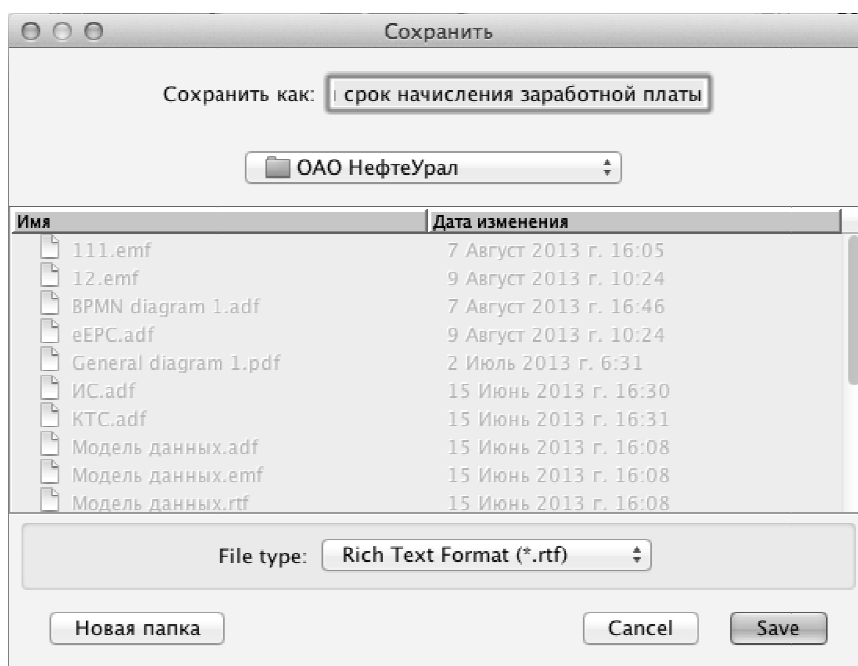 Сохранить
Сохранить как: срок начисления заработной платы
ОАО НефтеУрал
Имя Дата изменения
111.emf 7 Август 2013 г. 16:05
12.emf 9 Август 2013 г. 10:24
BPMN diagram 1.adf 7 Август 2013 г. 16:46
eEPC.adf 9 Август 2013 г. 10:24
General diagram 1.pdf 2 Июль 2013 г. 6:31
ИС.adf 15 Июнь 2013 г. 16:30
КТС.adf 15 Июнь 2013 г. 16:31
Модель данных.adf 15 Июнь 2013 г. 16:08
Модель данных.emf 15 Июнь 2013 г. 16:08
Модель данных.rtf 15 Июнь 2013 г. 16:08
File type: Rich Text Format (*.rtf)
Новая папка Cancel Save